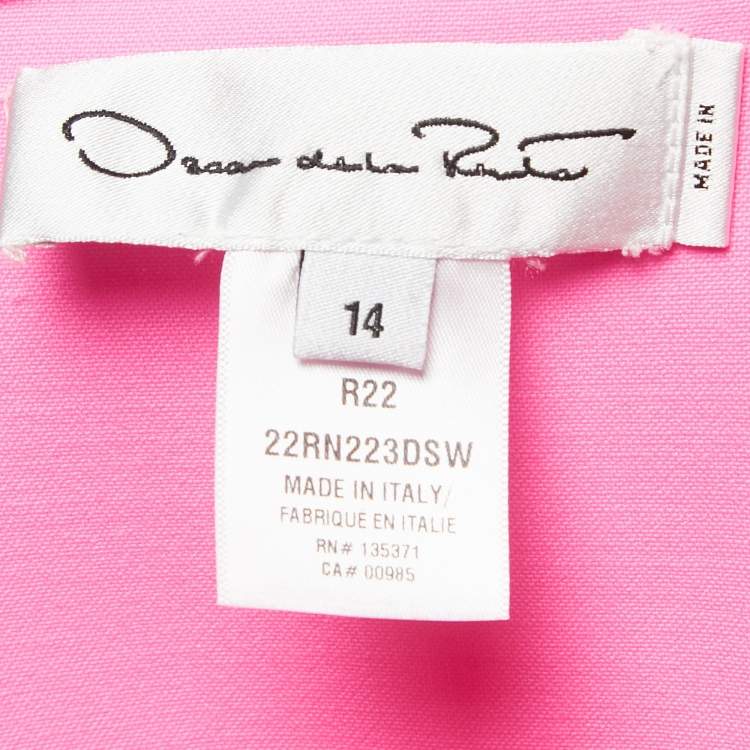 Oscar de la Renta
MADE IN
14
R22
22RN223DSW
MADE IN ITALY/
FABRIQUE EN ITALIE
RN# 135371
CA# 00985